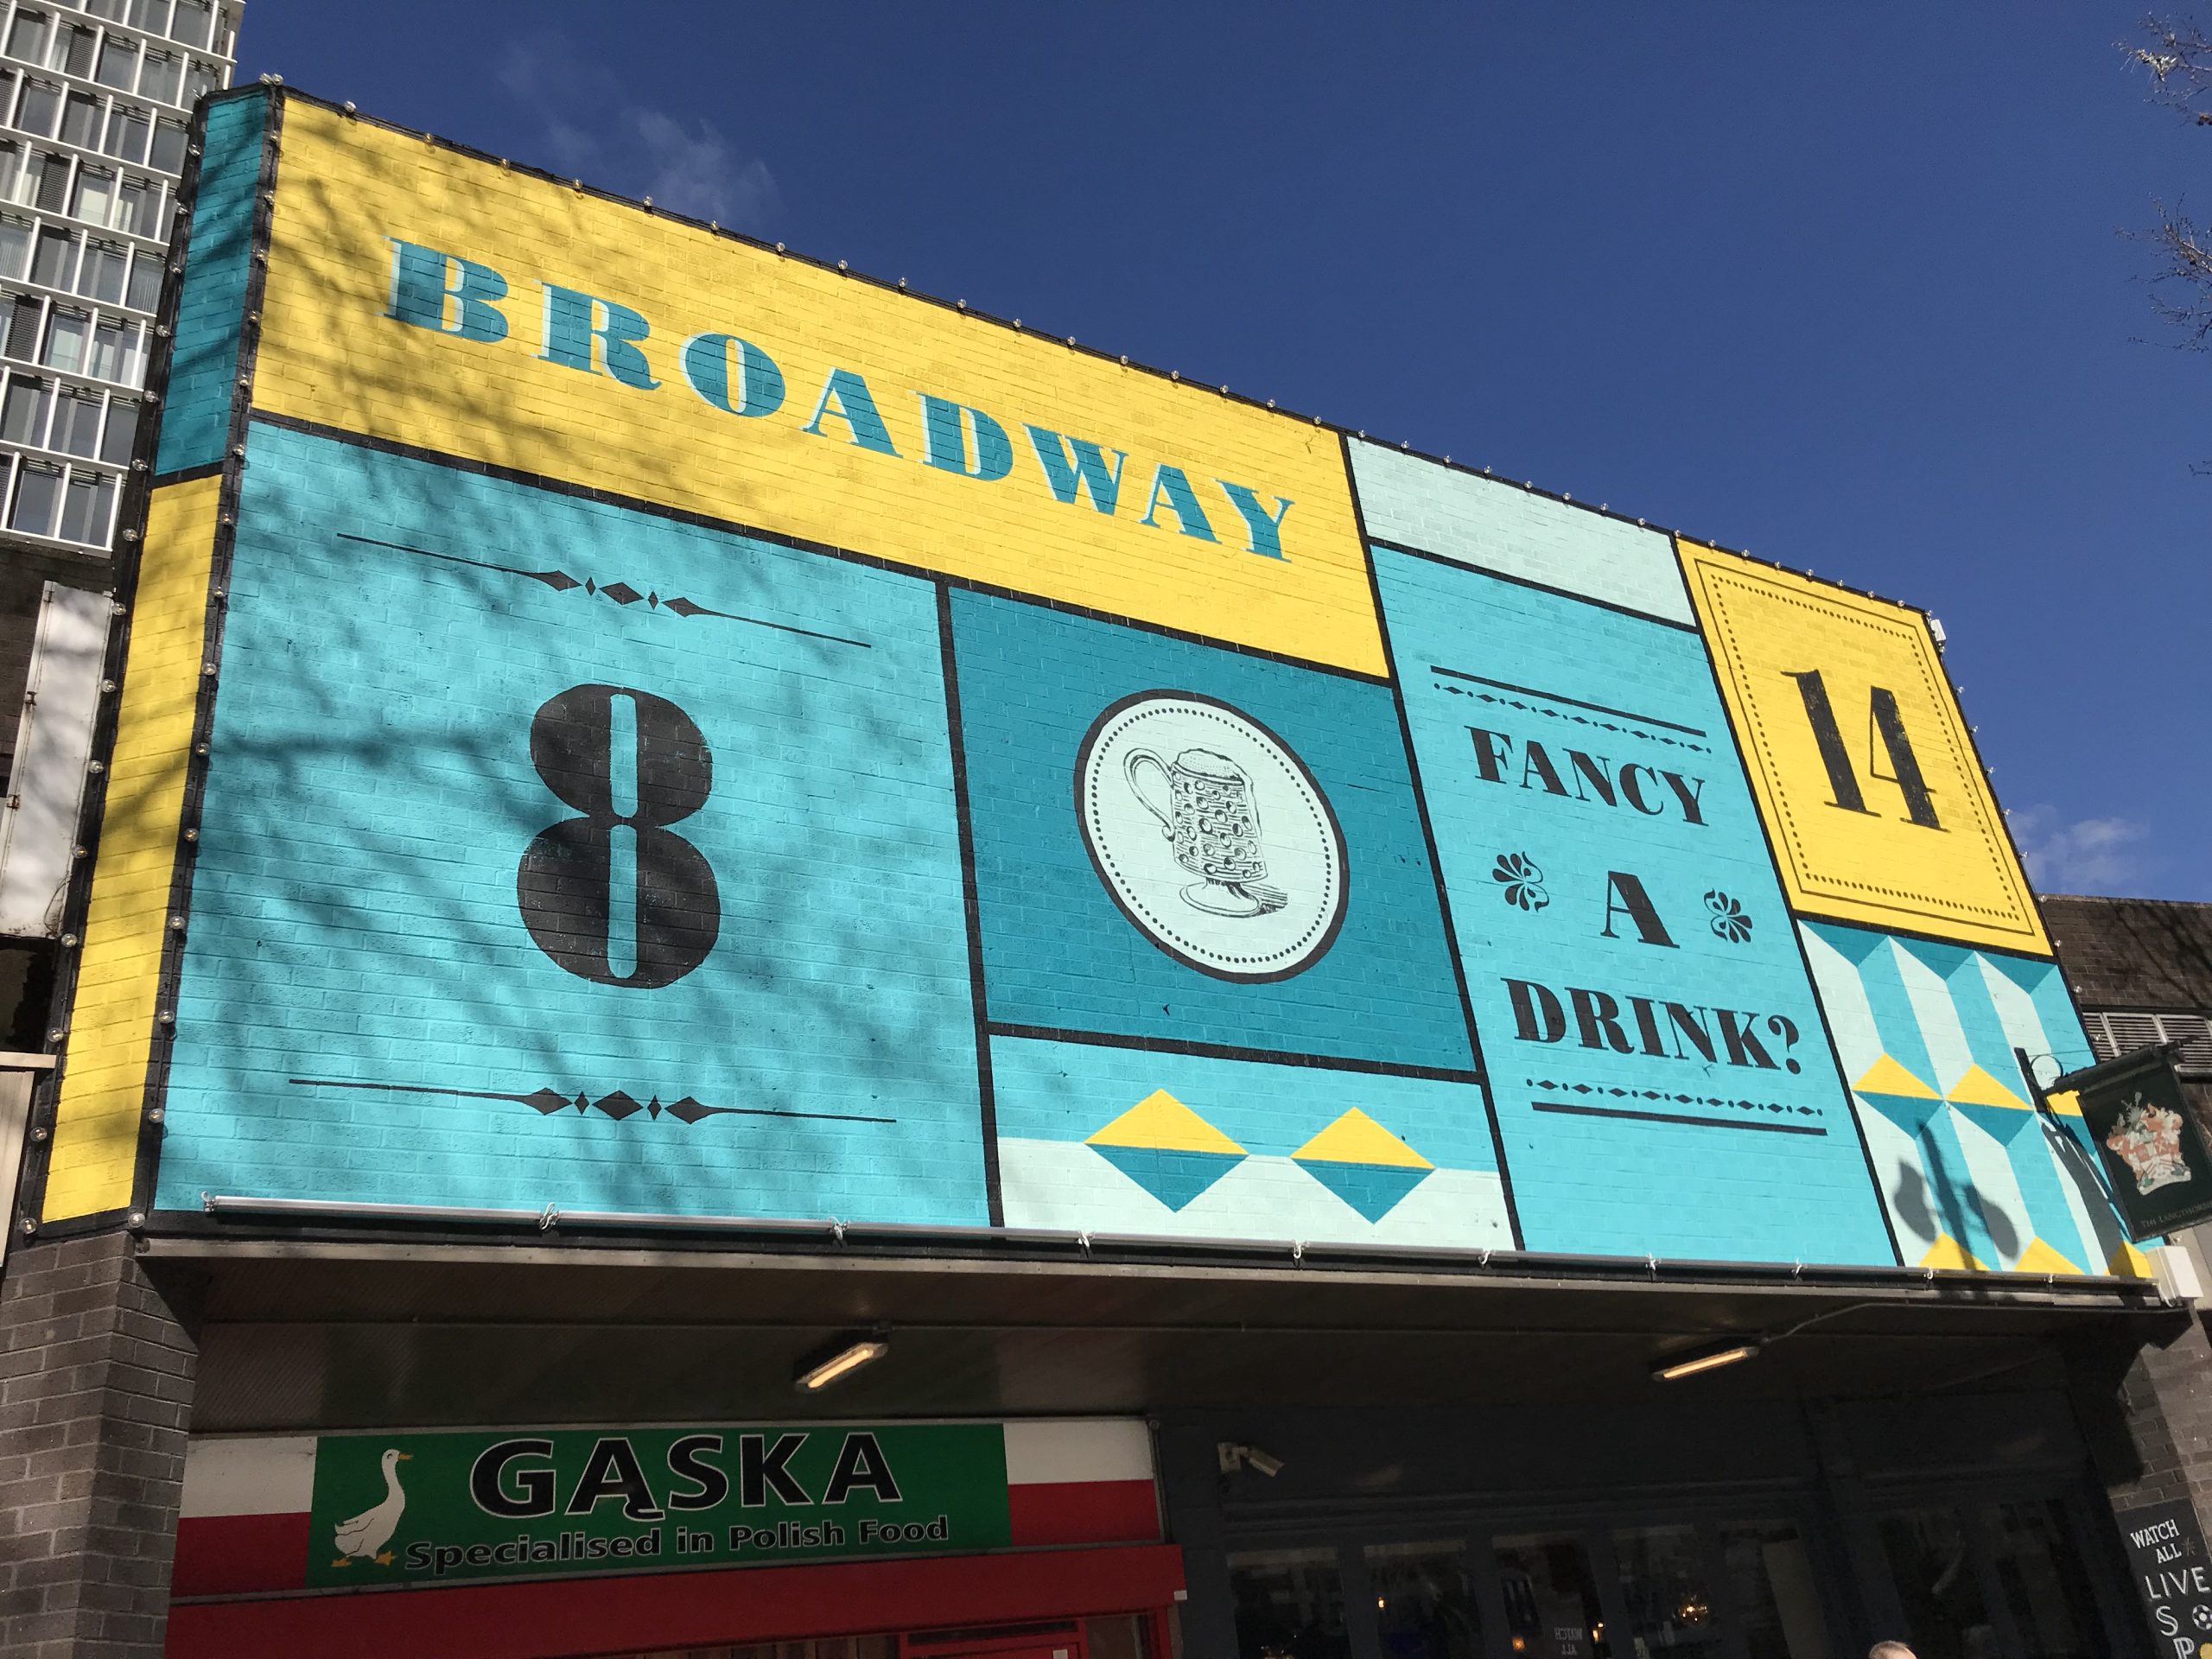 BROADWAY
8
FANCY
A
DRINK?
14
GĄSKA
Specialised in Polish Food
WATCH
ALL
LIVE